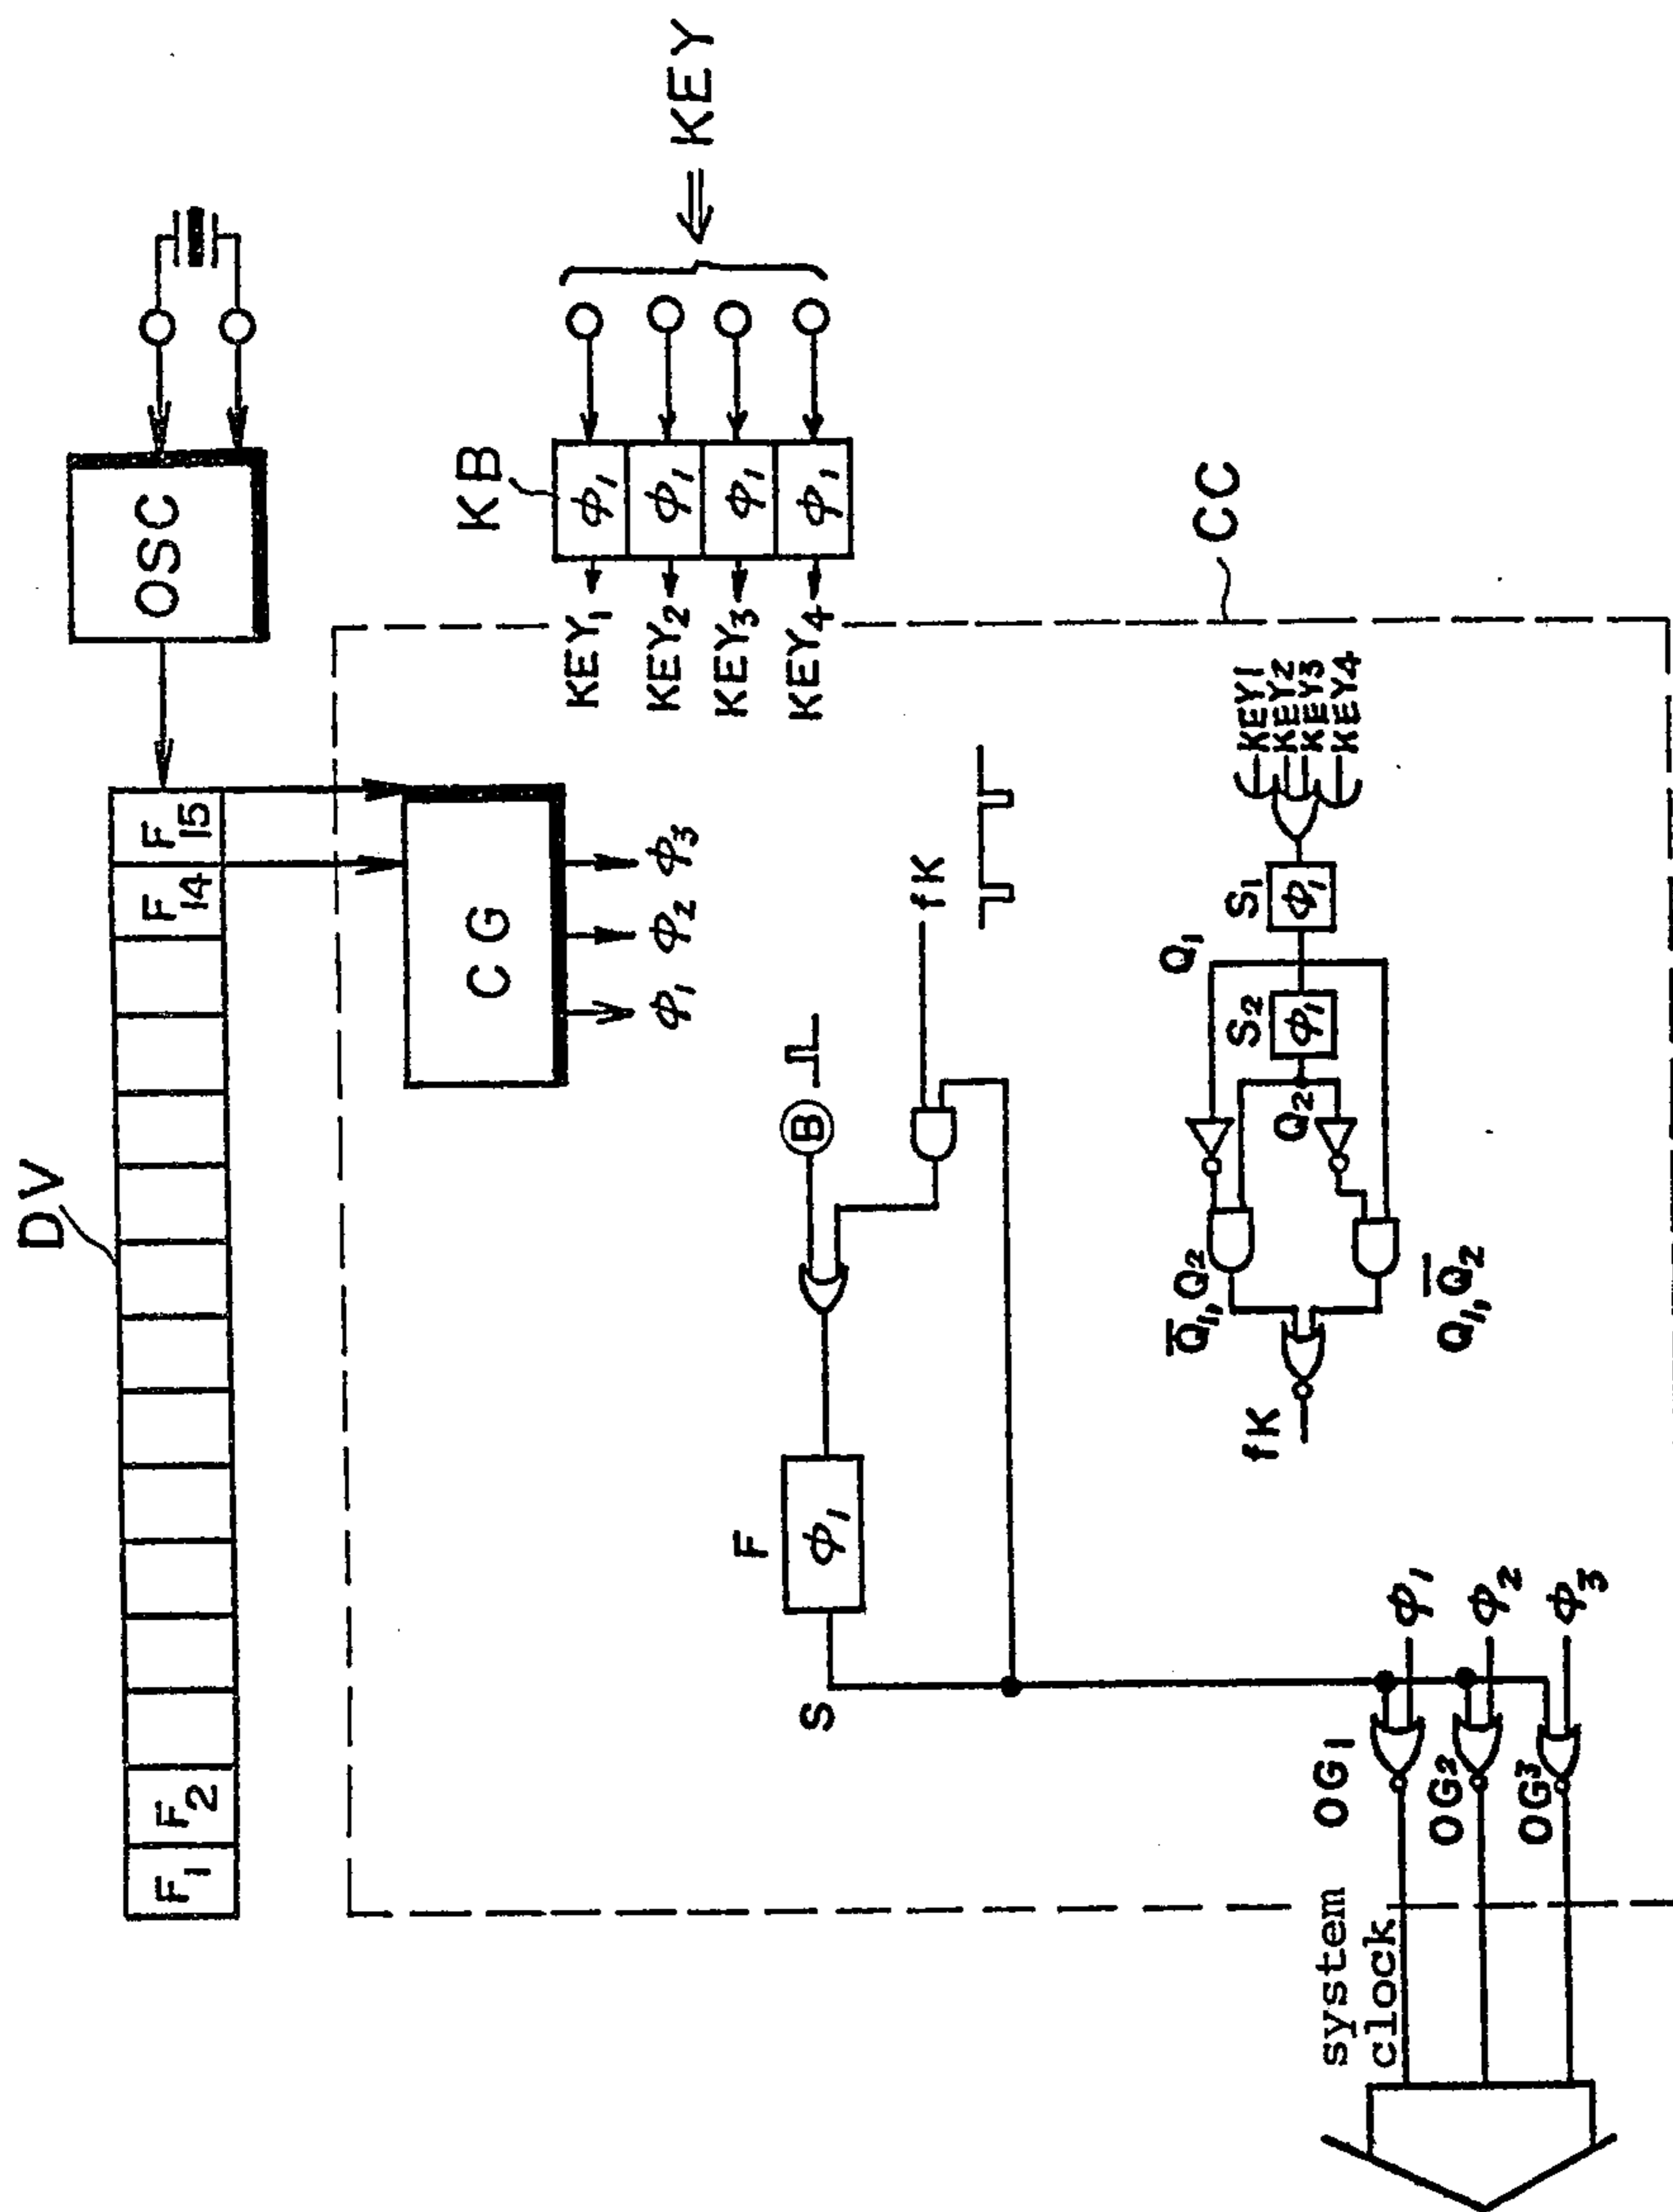 DV
F₁
F₂
F₁₄
F₁₅
OSC
CG
ϕ₁ ϕ₂ ϕ₃
KB
ϕ₁
ϕ₁
ϕ₁
ϕ₁
KEY
KEY₁
KEY₂
KEY₃
KEY₄
CC
B
fK
F
ϕ₁
S
KEY1
KEY2
KEY3
KEY4
S₁
ϕ₁
Q₁
S₂
ϕ₁
Q₂
Q̅₁, Q₂
Q₁, Q̅₂
fK
OG₁
OG₂
OG₃
ϕ₁
ϕ₂
ϕ₃
system
clock